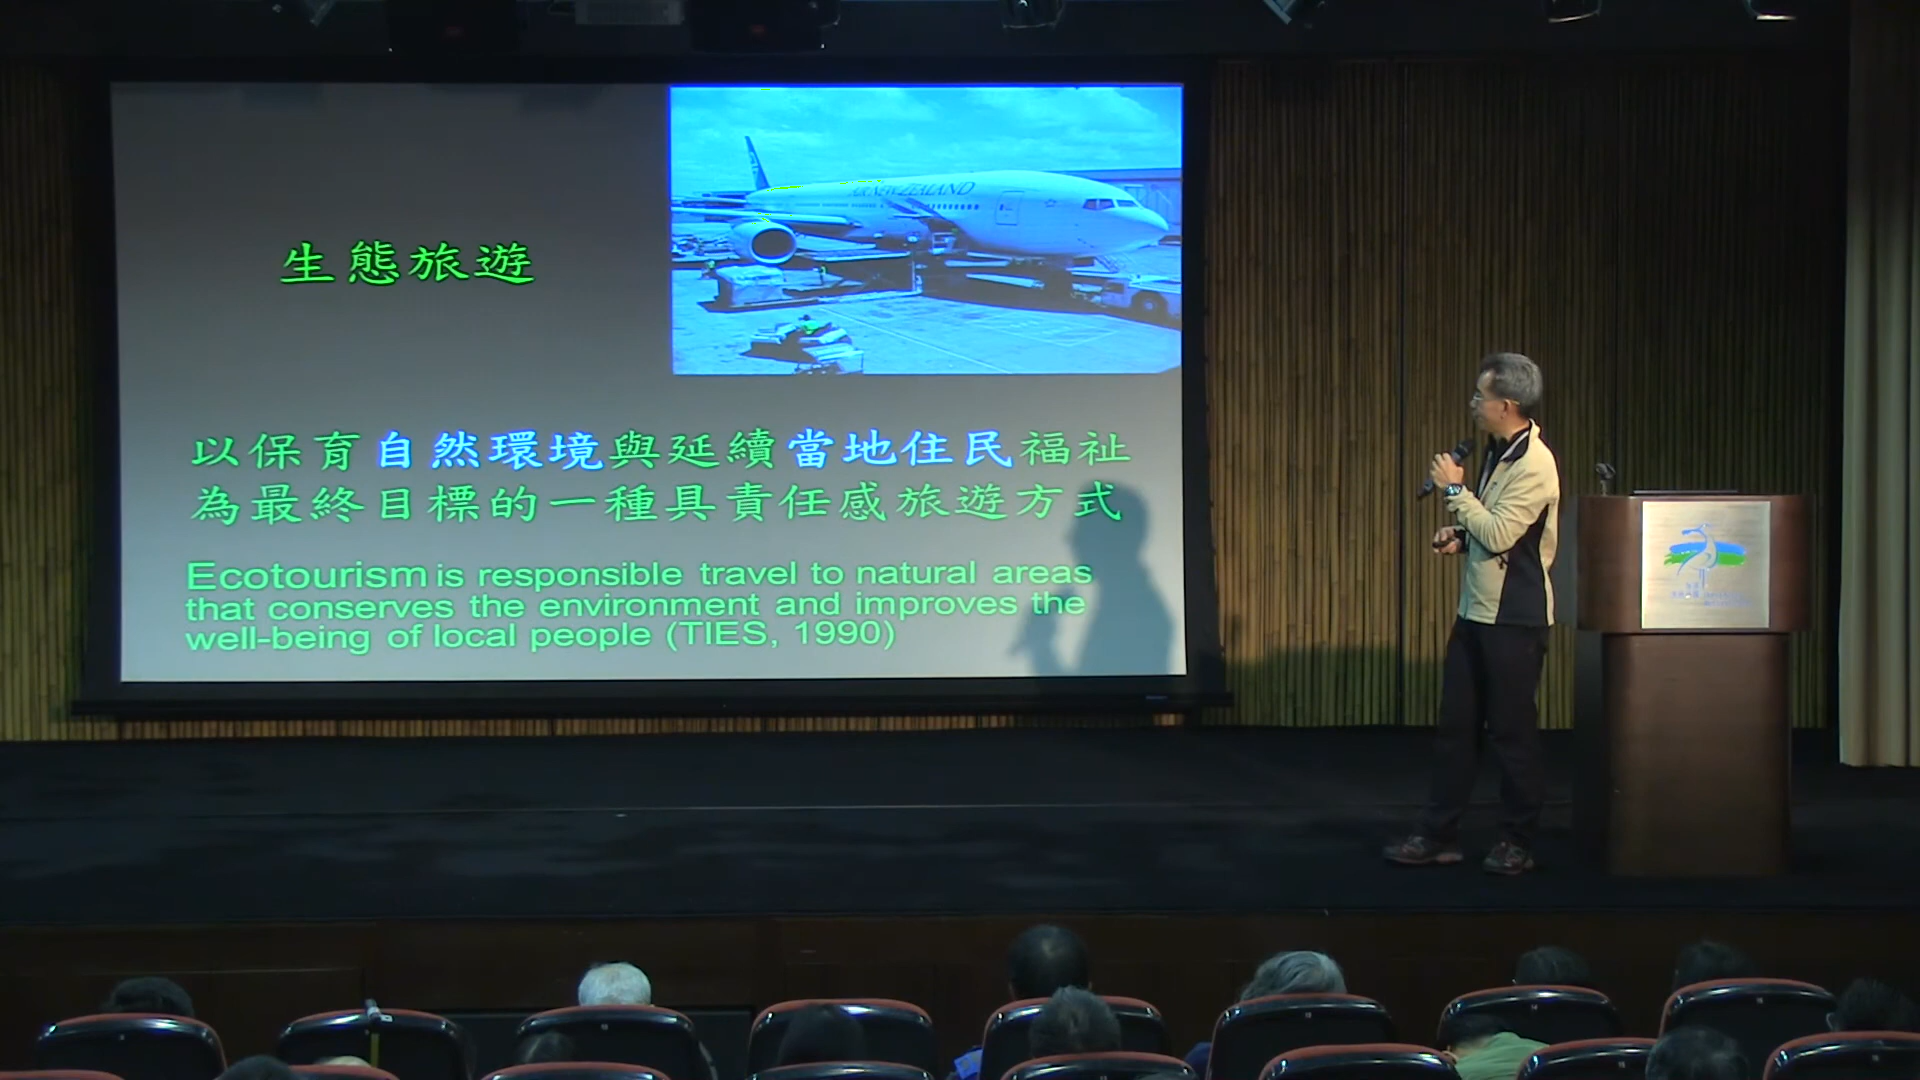 AIR NEW ZEALAND
生態旅遊
以保育自然環境與延續當地住民福祉
為最終目標的一種具責任感旅遊方式
Ecotourism is responsible travel to natural areas
that conserves the environment and improves the
well-being of local people (TIES, 1990)